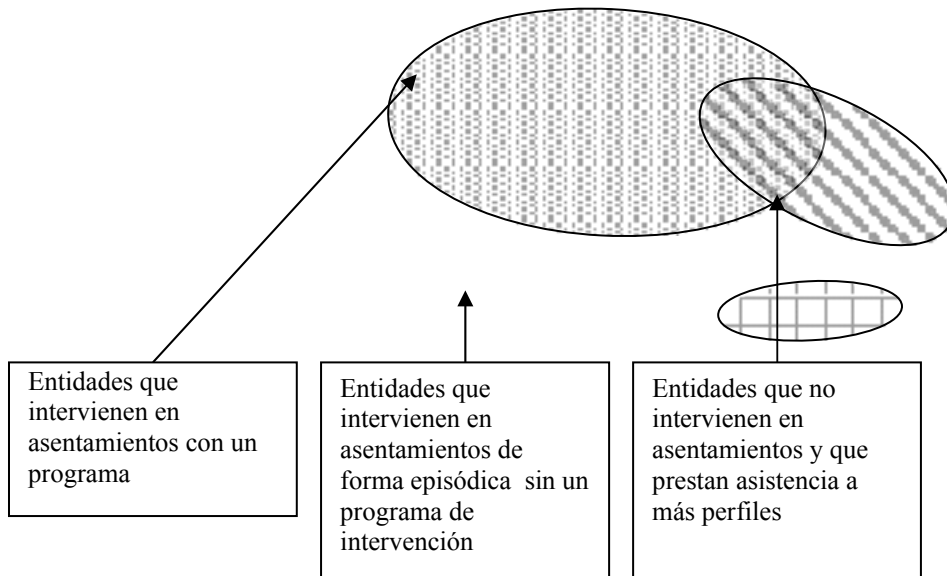 Entidades que
intervienen en
asentamientos con un
programa
Entidades que
intervienen en
asentamientos de
forma episódica  sin un
programa de
intervención
Entidades que no
intervienen en
asentamientos y que
prestan asistencia a
más perfiles